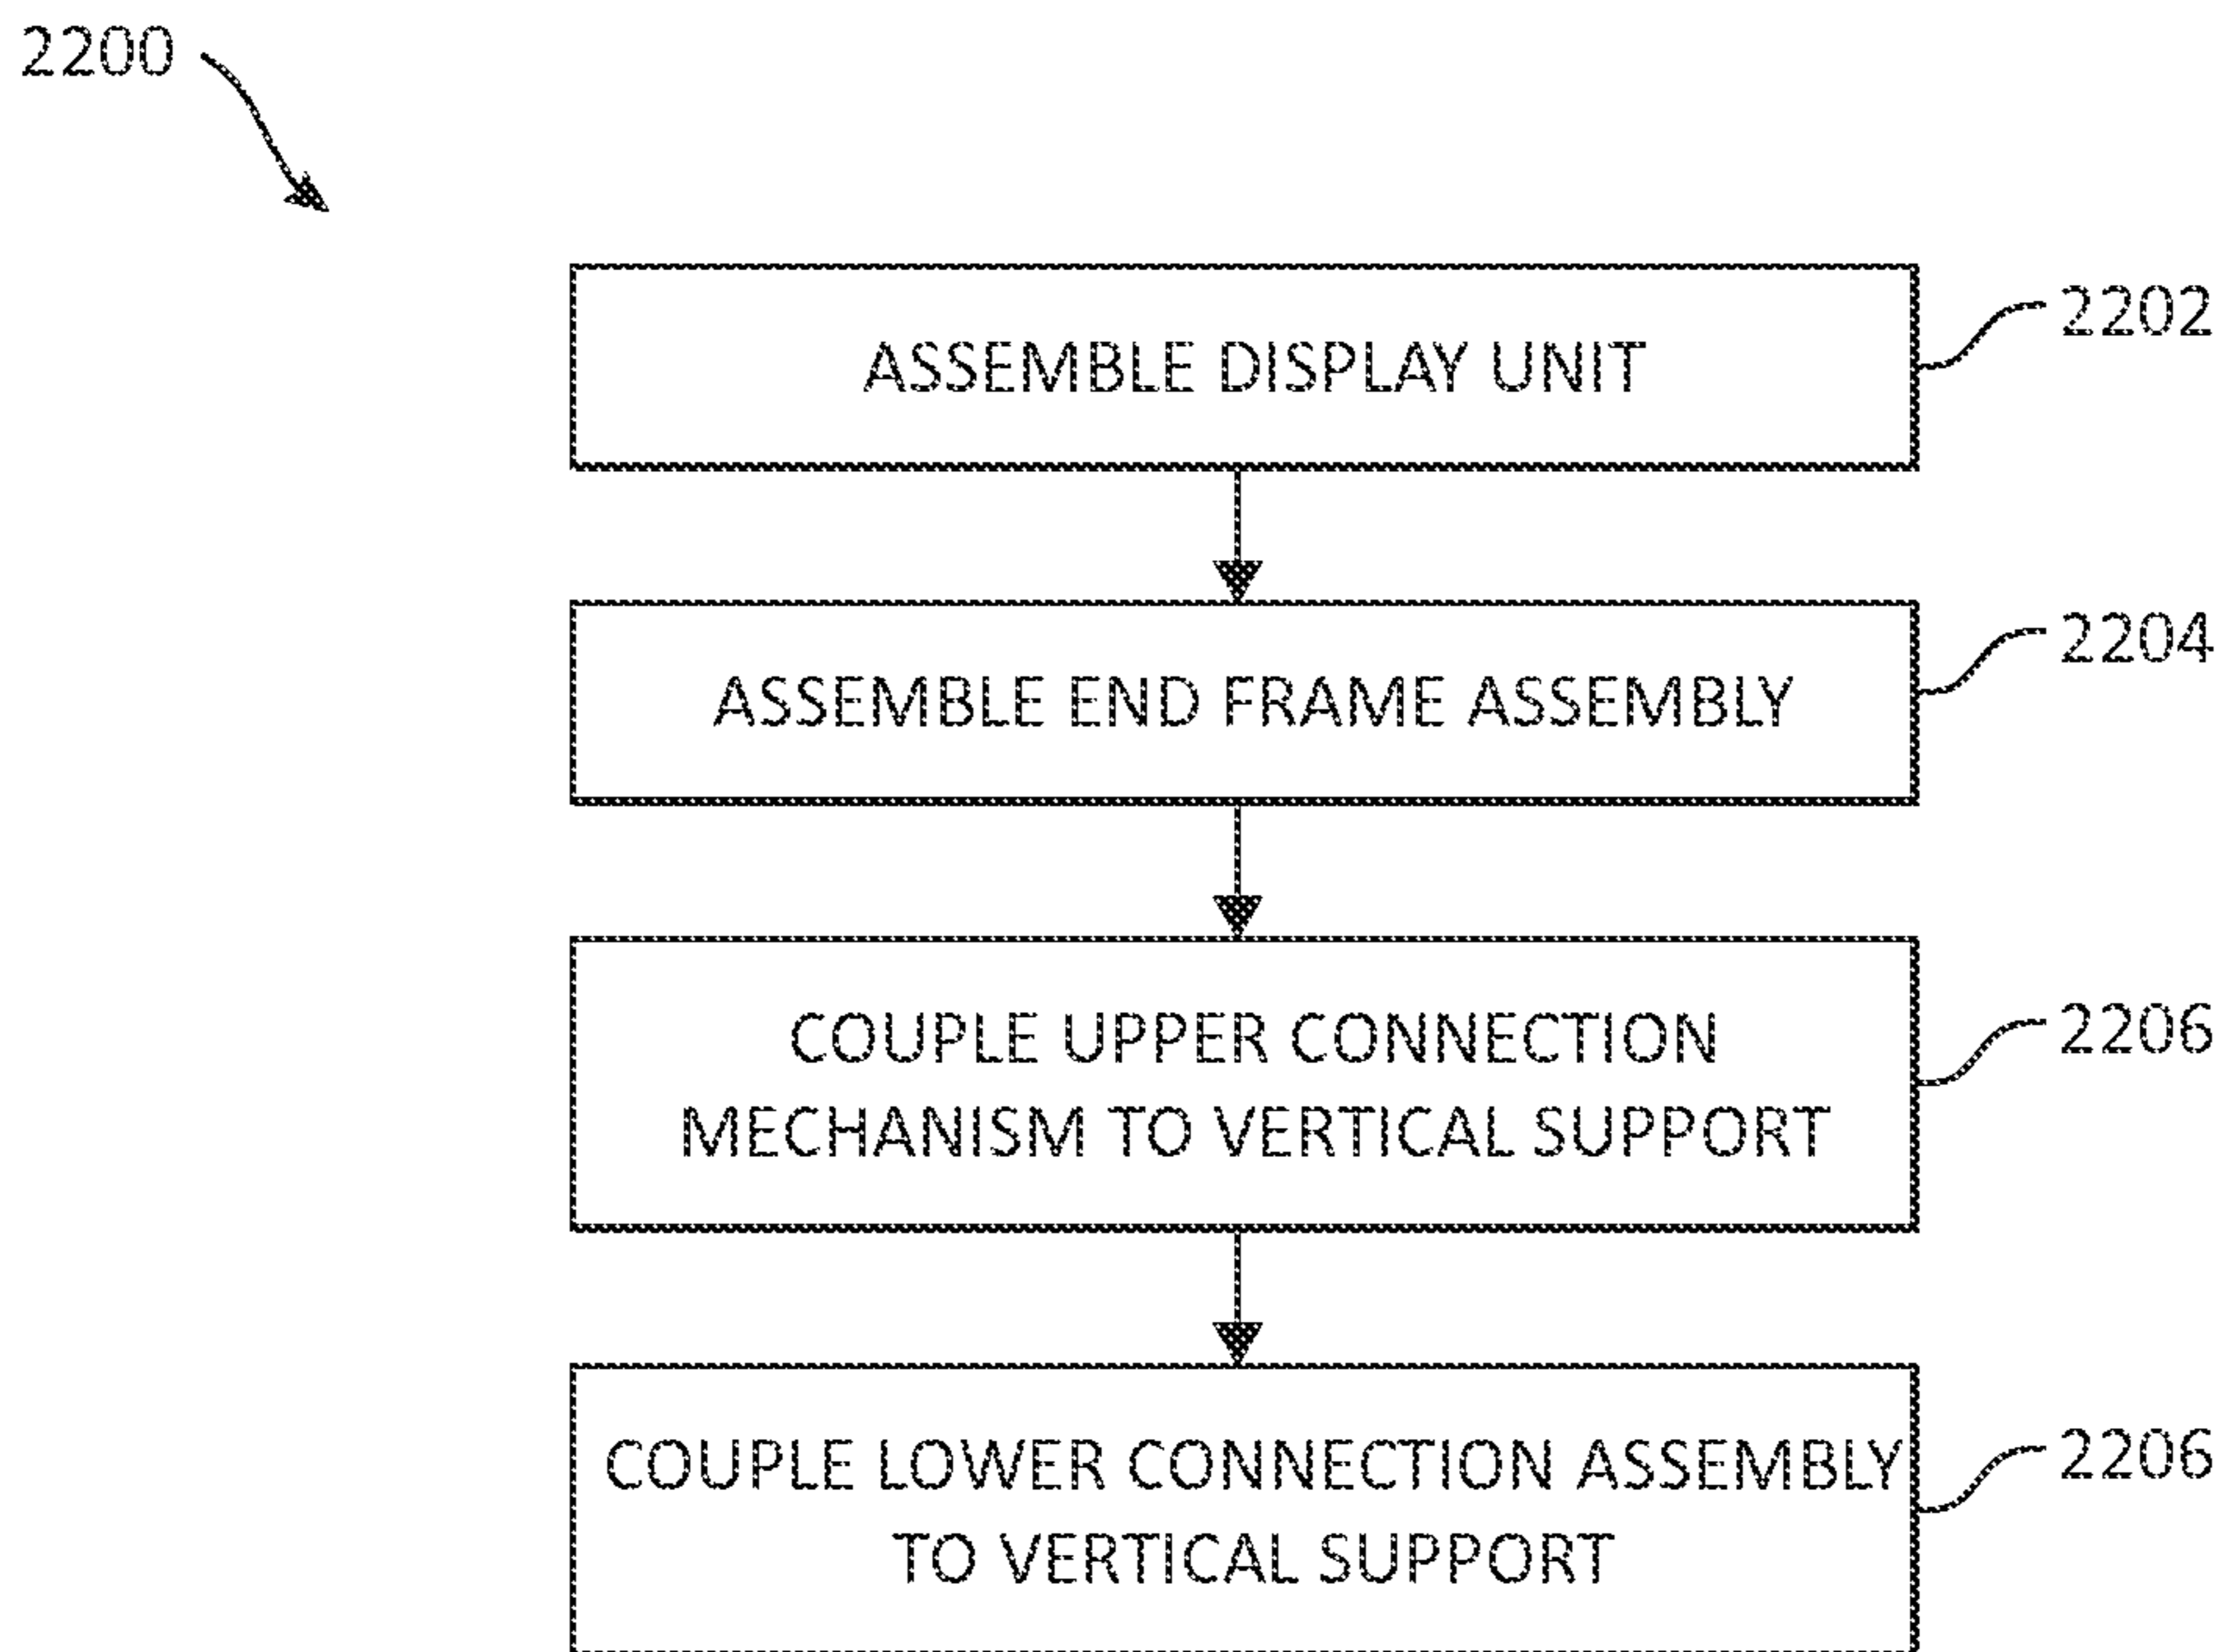 2200
ASSEMBLE DISPLAY UNIT
2202
ASSEMBLE END FRAME ASSEMBLY
2204
COUPLE UPPER CONNECTION
MECHANISM TO VERTICAL SUPPORT
2206
COUPLE LOWER CONNECTION ASSEMBLY
TO VERTICAL SUPPORT
2206